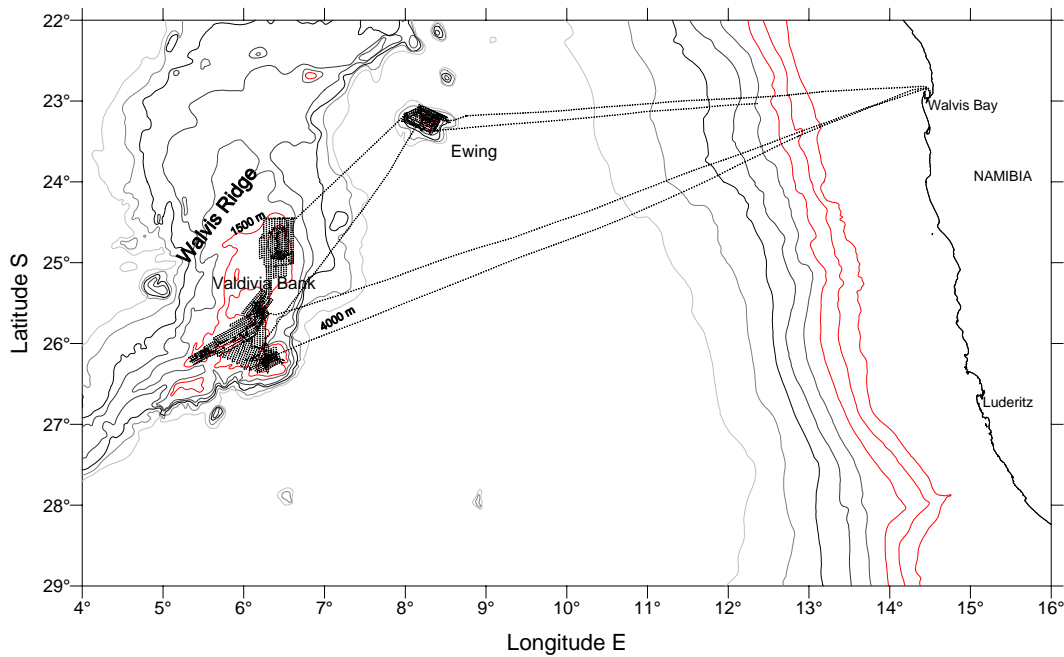 22°
23°
24°
25°
26°
27°
28°
29°
Latitude S
Walvis Bay
Ewing
NAMIBIA
Walvis Ridge
1500 m
Valdivia Bank
4000 m
Luderitz
4°
5°
6°
7°
8°
9°
10°
11°
12°
13°
14°
15°
16°
Longitude E